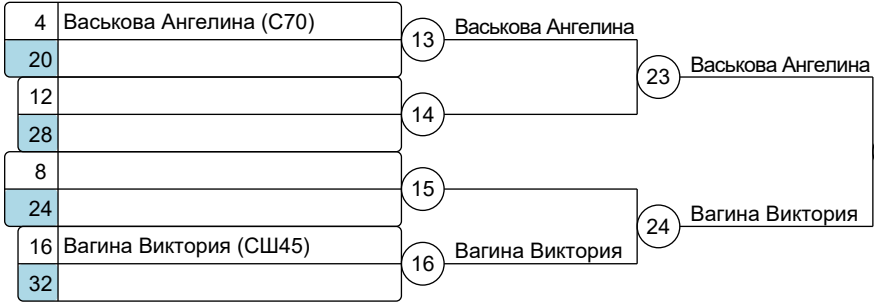 4 Васькова Ангелина (С70)
20
13 Васькова Ангелина
23 Васькова Ангелина
12
28
14
8
24
15
24 Вагина Виктория
16 Вагина Виктория (СШ45)
32
16 Вагина Виктория